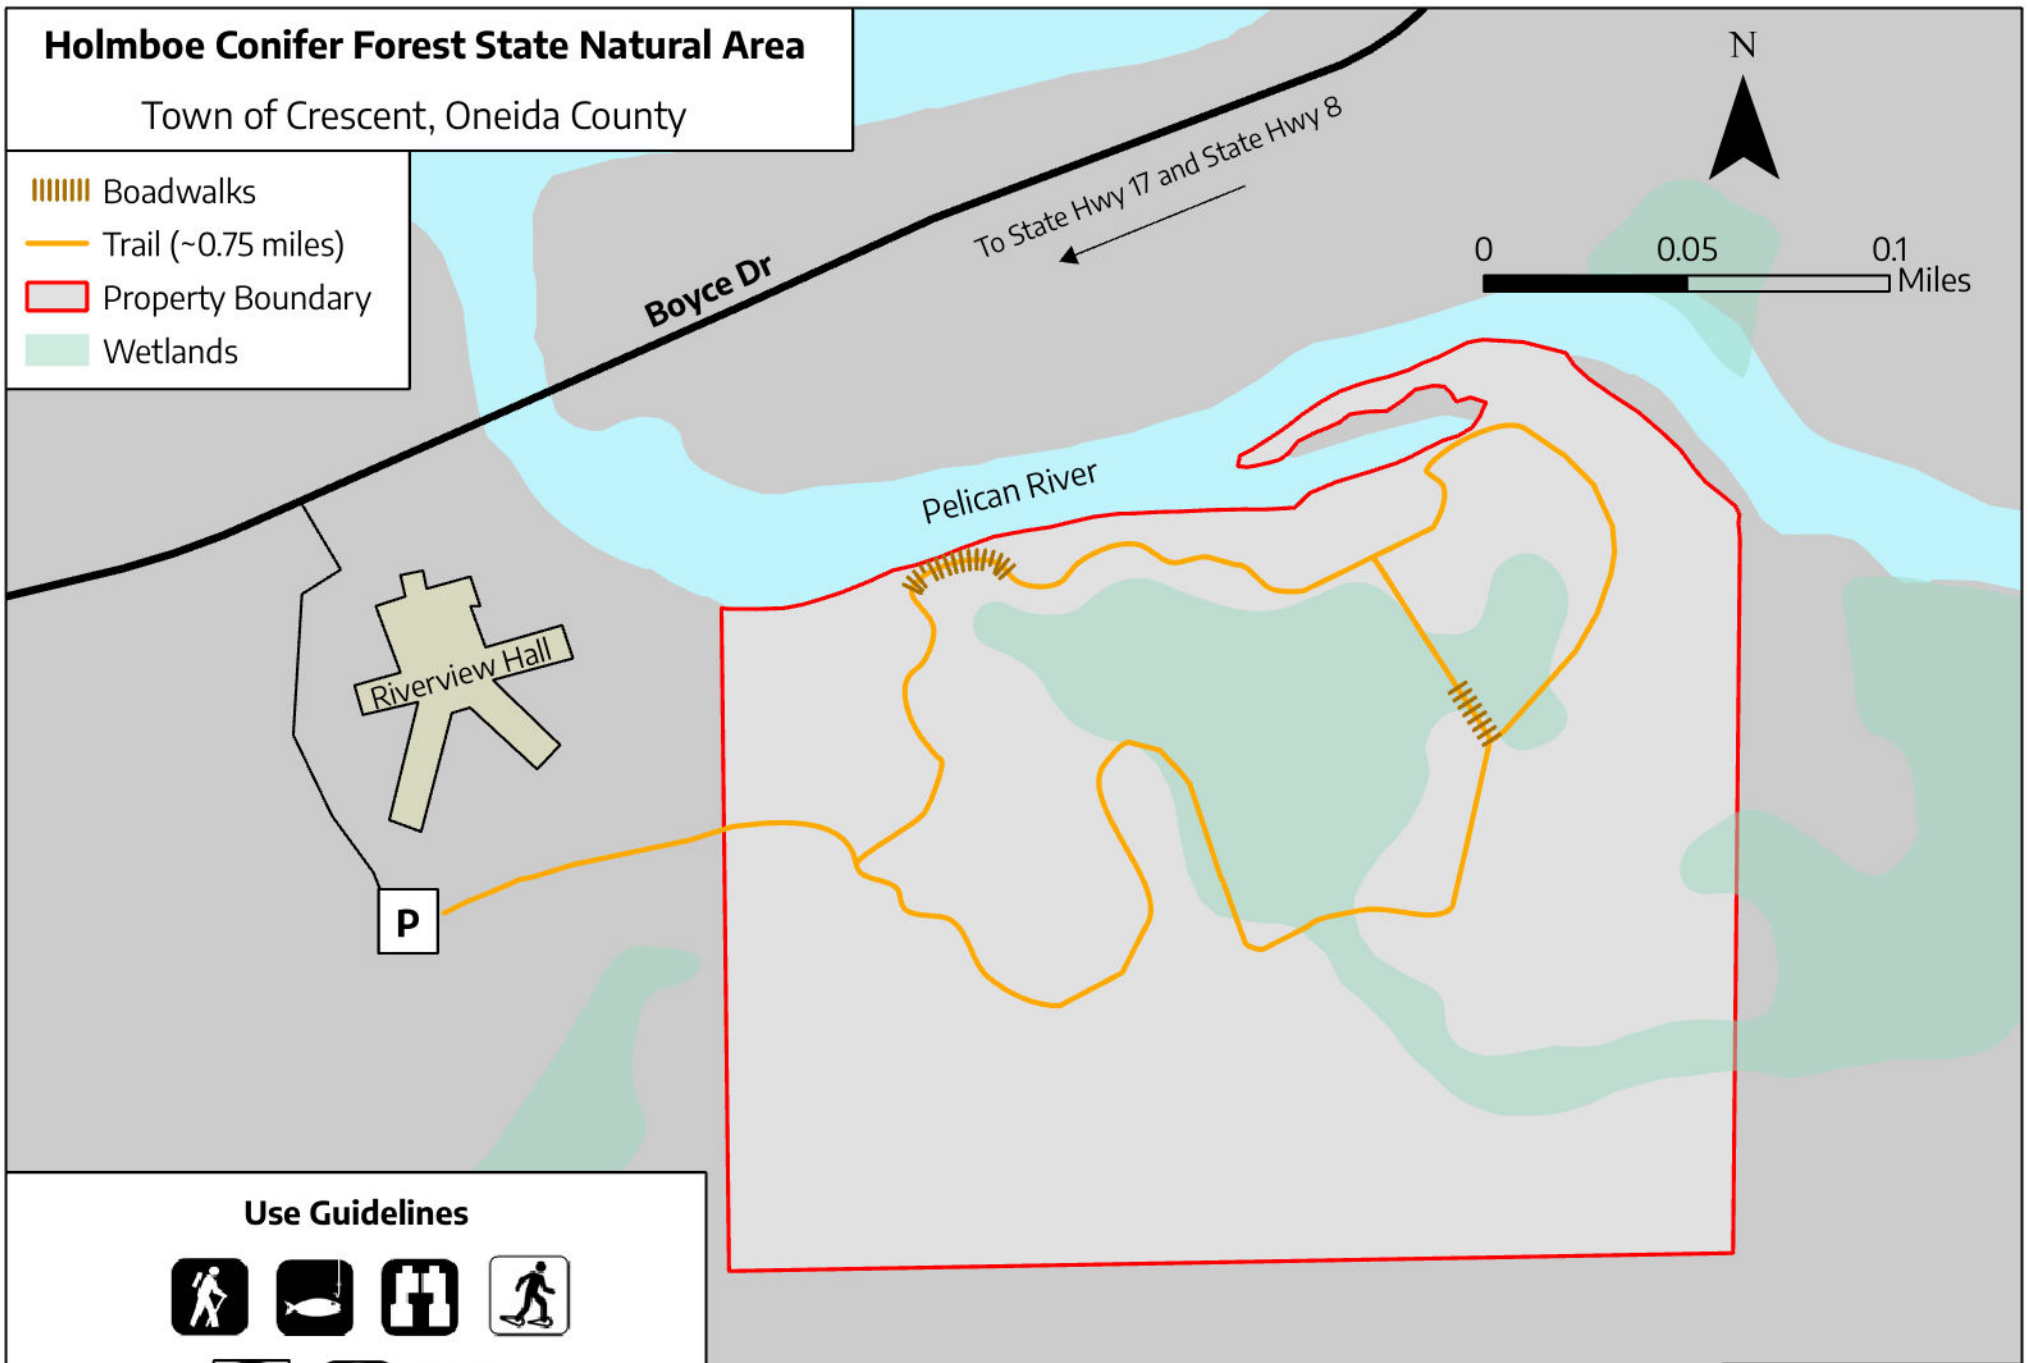 Holmboe Conifer Forest State Natural Area
Town of Crescent, Oneida County
Boadwalks
Trail (~0.75 miles)
Property Boundary
Wetlands
N
0 0.05 0.1
Miles
To State Hwy 17 and State Hwy 8
Boyce Dr
Pelican River
Riverview Hall
P
Use Guidelines